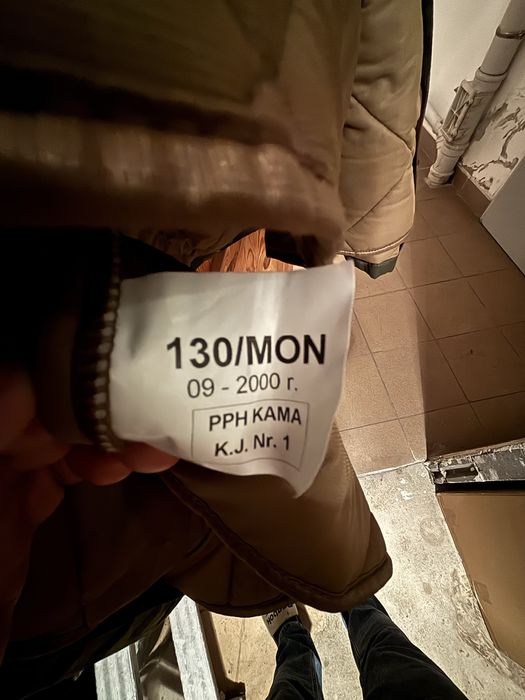 130/MON
09 - 2000 r.
PPH KAMA
K.J. Nr. 1